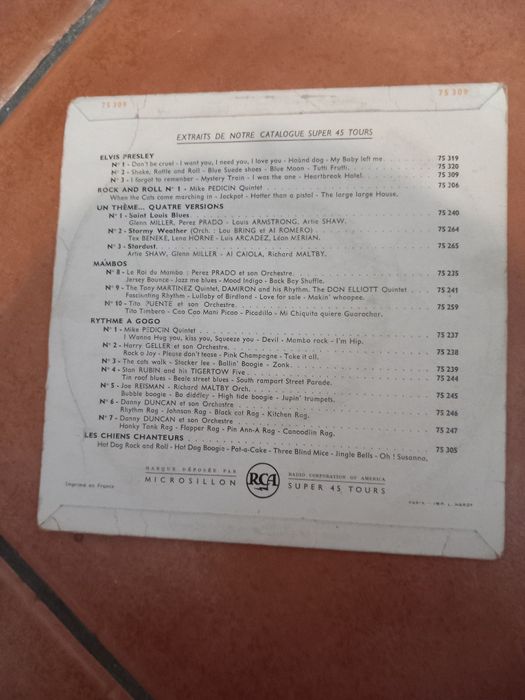 75 309 75 309
EXTRAITS DE NOTRE CATALOGUE SUPER 45 TOURS
ELVIS PRESLEY
N° 1 - Don't be cruel - I want you, I need you, I love you - Hound dog - My Baby left me 75 319
N° 2 - Shake, Rattle and Roll - Blue Suede shoes - Blue Moon - Tutti Frutti 75 320
N° 3 - I forgot to remember - Mystery Train - I was the one - Heartbreak Hotel 75 309
ROCK AND ROLL N° 1 - Mike PEDICIN Quintet 75 306
When the Cats come marching in - Jackpot - Hotter than a pistol - The large large House.
UN THÈME... QUATRE VERSIONS
N° 1 - Saint Louis Blues 75 240
Glenn MILLER, Perez PRADO - Louis ARMSTRONG, Artie SHAW.
N° 2 - Stormy Weather (Orch. : Lou BRING et Al ROMERO) 75 264
Tex BENEKE, Lena HORNE - Luis ARCADEZ, Léon MERIAN.
N° 3 - Stardust 75 265
Artie SHAW, Glenn MILLER - Al CAIOLA, Richard MALTBY.
MAMBOS
N° 8 - Le Roi du Mambo : Perez PRADO et son Orchestre 75 235
Jersey Bounce - Jazz me blues - Mood Indigo - Back Boy Shuffle.
N° 9 - The Tony MARTINEZ Quintet, DAMIRON and his Rhythm, The DON ELLIOTT Quintet 75 241
Fascinating Rhythm - Lullaby of Birdland - Love for sale - Makin' whoopee.
N° 10 - Tito PUENTE et son Orchestre 75 259
Tito Timbero - Cao Cao Mani Picao - Picadillo - Mi Chiquita quiere Guarachar.
RYTHME A GOGO
N° 1 - Mike PEDICIN Quintet 75 237
I Wanna Hug you, kiss you, Squeeze you - Devil - Mambo rock - I'm Hip.
N° 2 - Harry GELLER et son Orchestre 75 238
Rock a Joy - Please don't tease - Pink Champagne - Take it all.
N° 3 - The cats walk - Stacker lee - Ballin' Boogie - Zonk 75 239
N° 4 - Stan RUBIN and his TIGERTOW Five 75 244
Tin roof blues - Beale street blues - South rampart Street Parade.
N° 5 - Joe REISMAN - Richard MALTBY Orch. 75 245
Bubble boogie - Bo diddley - High tide boogie - Jupin' trumpets.
N° 6 - Danny DUNCAN et son Orchestre 75 246
Rhythm Rag - Johnson Rag - Black cat Rag - Kitchen Rag.
N° 7 - Danny DUNCAN et son Orchestre 75 247
Honky Tonk Rag - Flapper Rag - Pin Ann-A Rag - Canoodlin Rag.
LES CHIENS CHANTEURS 75 305
Hot Dog Rock and Roll - Hot Dog Boogie - Pat-a-Cake - Three Blind Mice - Jingle Bells - Oh ! Susanna.
MARQUE DÉPOSÉE PAR RCA RADIO CORPORATION OF AMERICA
MICROSILLON SUPER 45 TOURS
Imprimé en France PARIS - IMP. L. HARDY